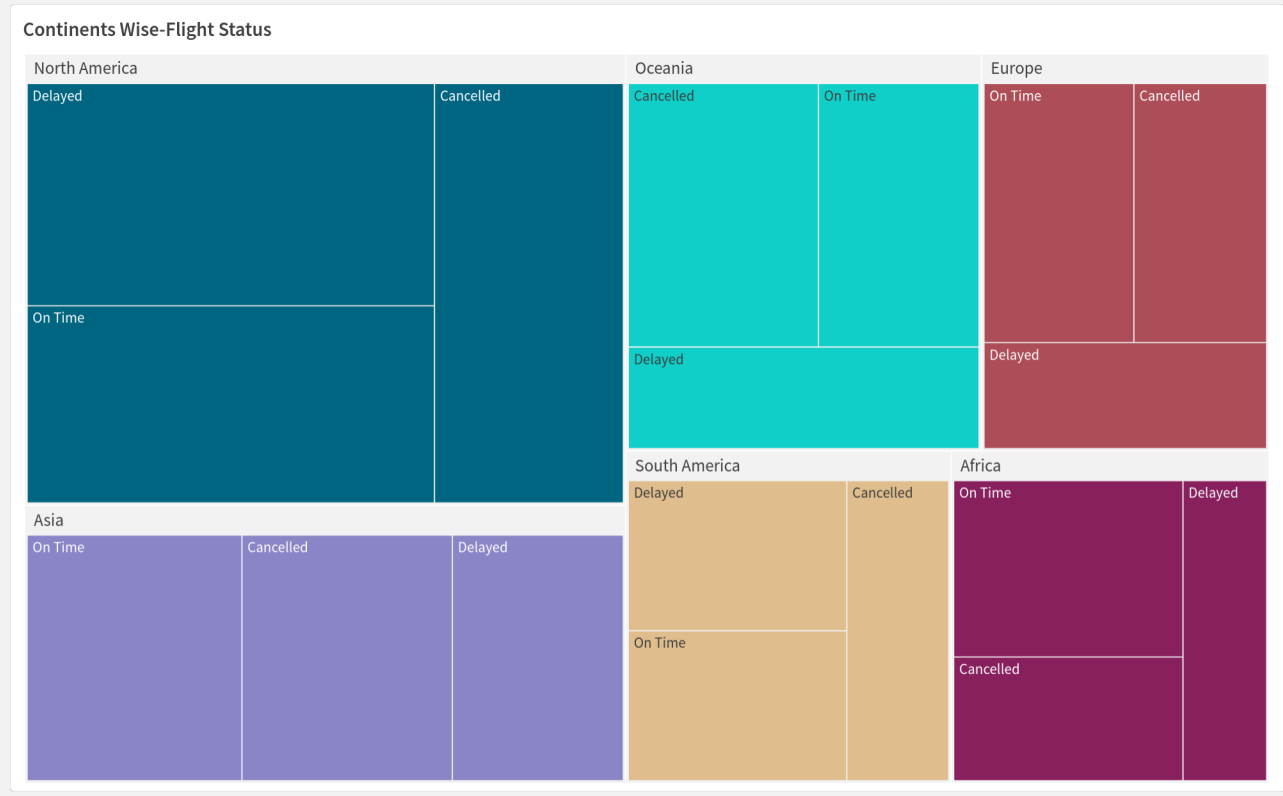 Continents Wise-Flight Status
North America
Delayed
Cancelled
On Time
Asia
On Time
Cancelled
Delayed
Oceania
Cancelled
On Time
Delayed
Europe
On Time
Cancelled
Delayed
South America
Delayed
Cancelled
On Time
Africa
On Time
Delayed
Cancelled